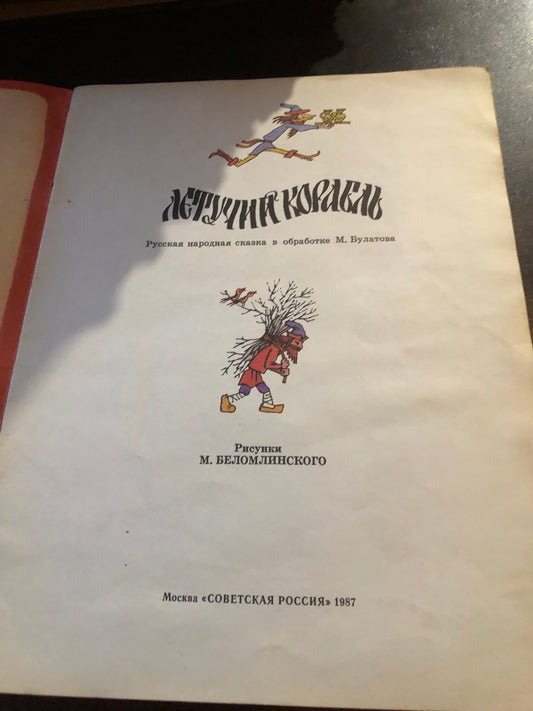 ЛЕТУЧИЙ КОРАБЛЬ
Русская народная сказка в обработке М. Булатова
Рисунки
М. БЕЛОМЛИНСКОГО
Москва «СОВЕТСКАЯ РОССИЯ» 1987